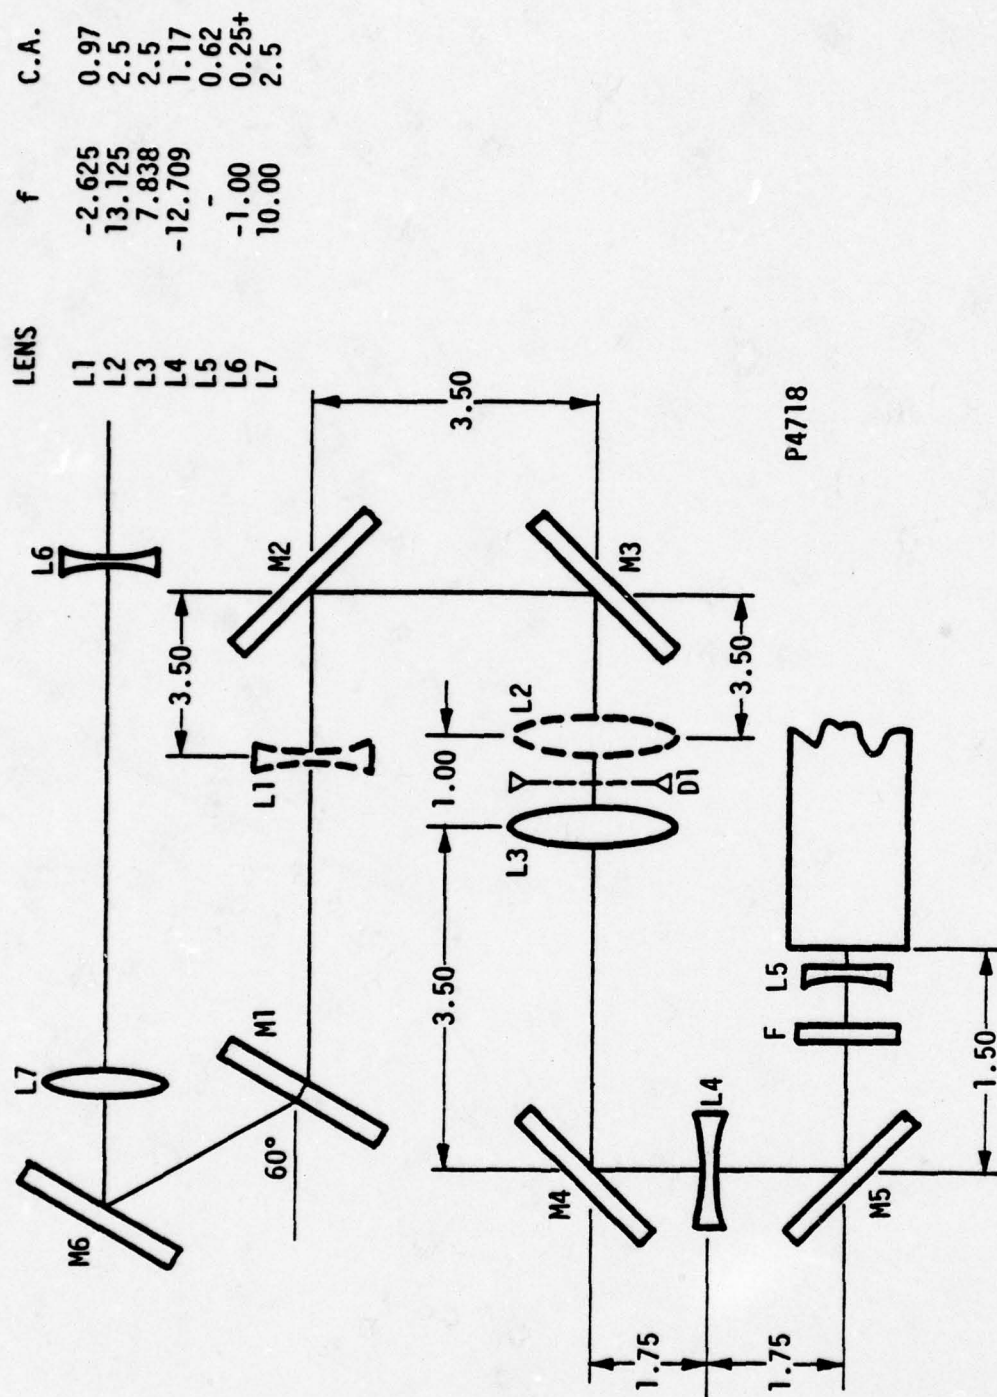 LENS f C.A.
L1 -2.625 0.97
L2 13.125 2.5
L3 7.838 2.5
L4 -12.709 1.17
L5 - 0.62
L6 -1.00 0.25+
L7 10.00 2.5
L6
L7
M6
60°
M1
3.50
L1
M2
3.50
1.00
3.50
L2
D1
L3
M3
3.50
M4
L4
1.75
1.75
M5
F
L5
1.50
P4718